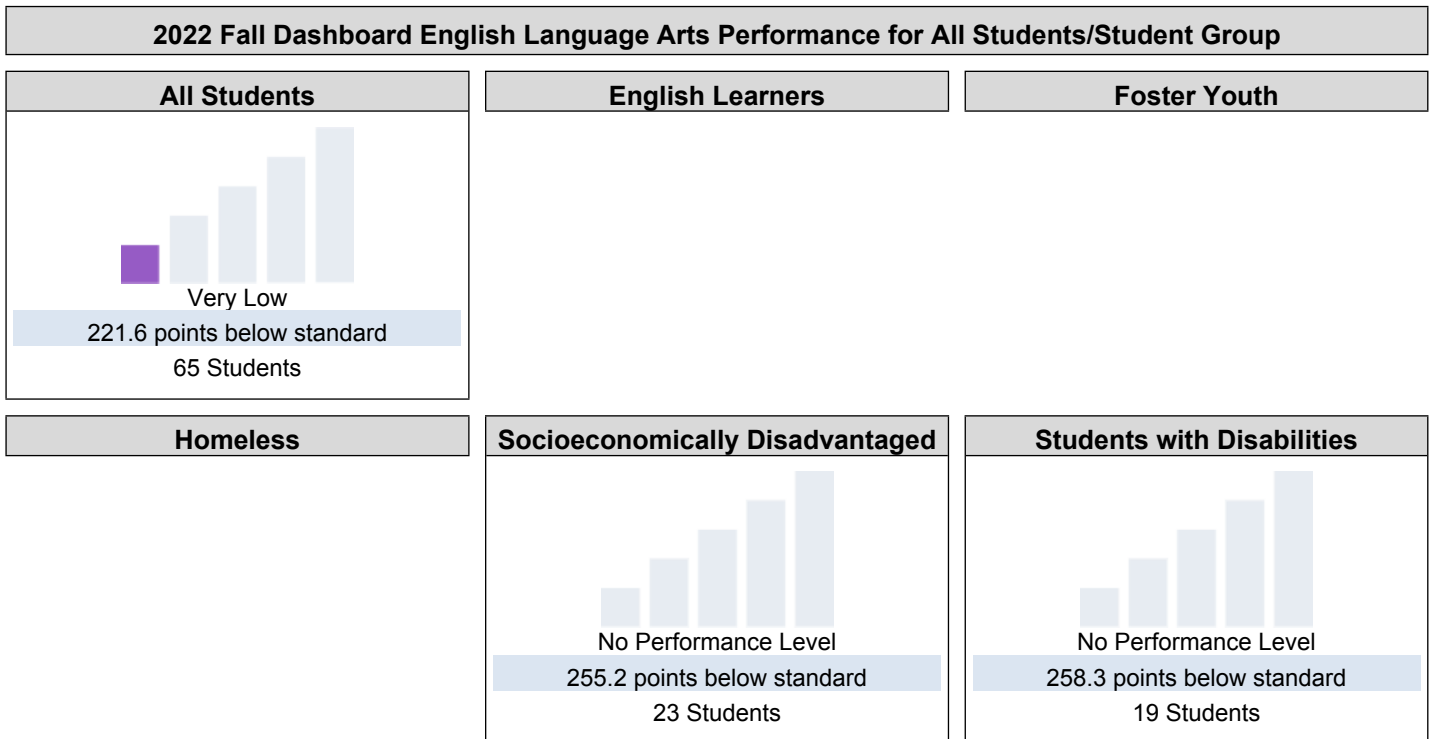 2022 Fall Dashboard English Language Arts Performance for All Students/Student Group
All Students
English Learners
Foster Youth
Very Low
221.6 points below standard
65 Students
Homeless
Socioeconomically Disadvantaged
Students with Disabilities
No Performance Level
255.2 points below standard
23 Students
No Performance Level
258.3 points below standard
19 Students